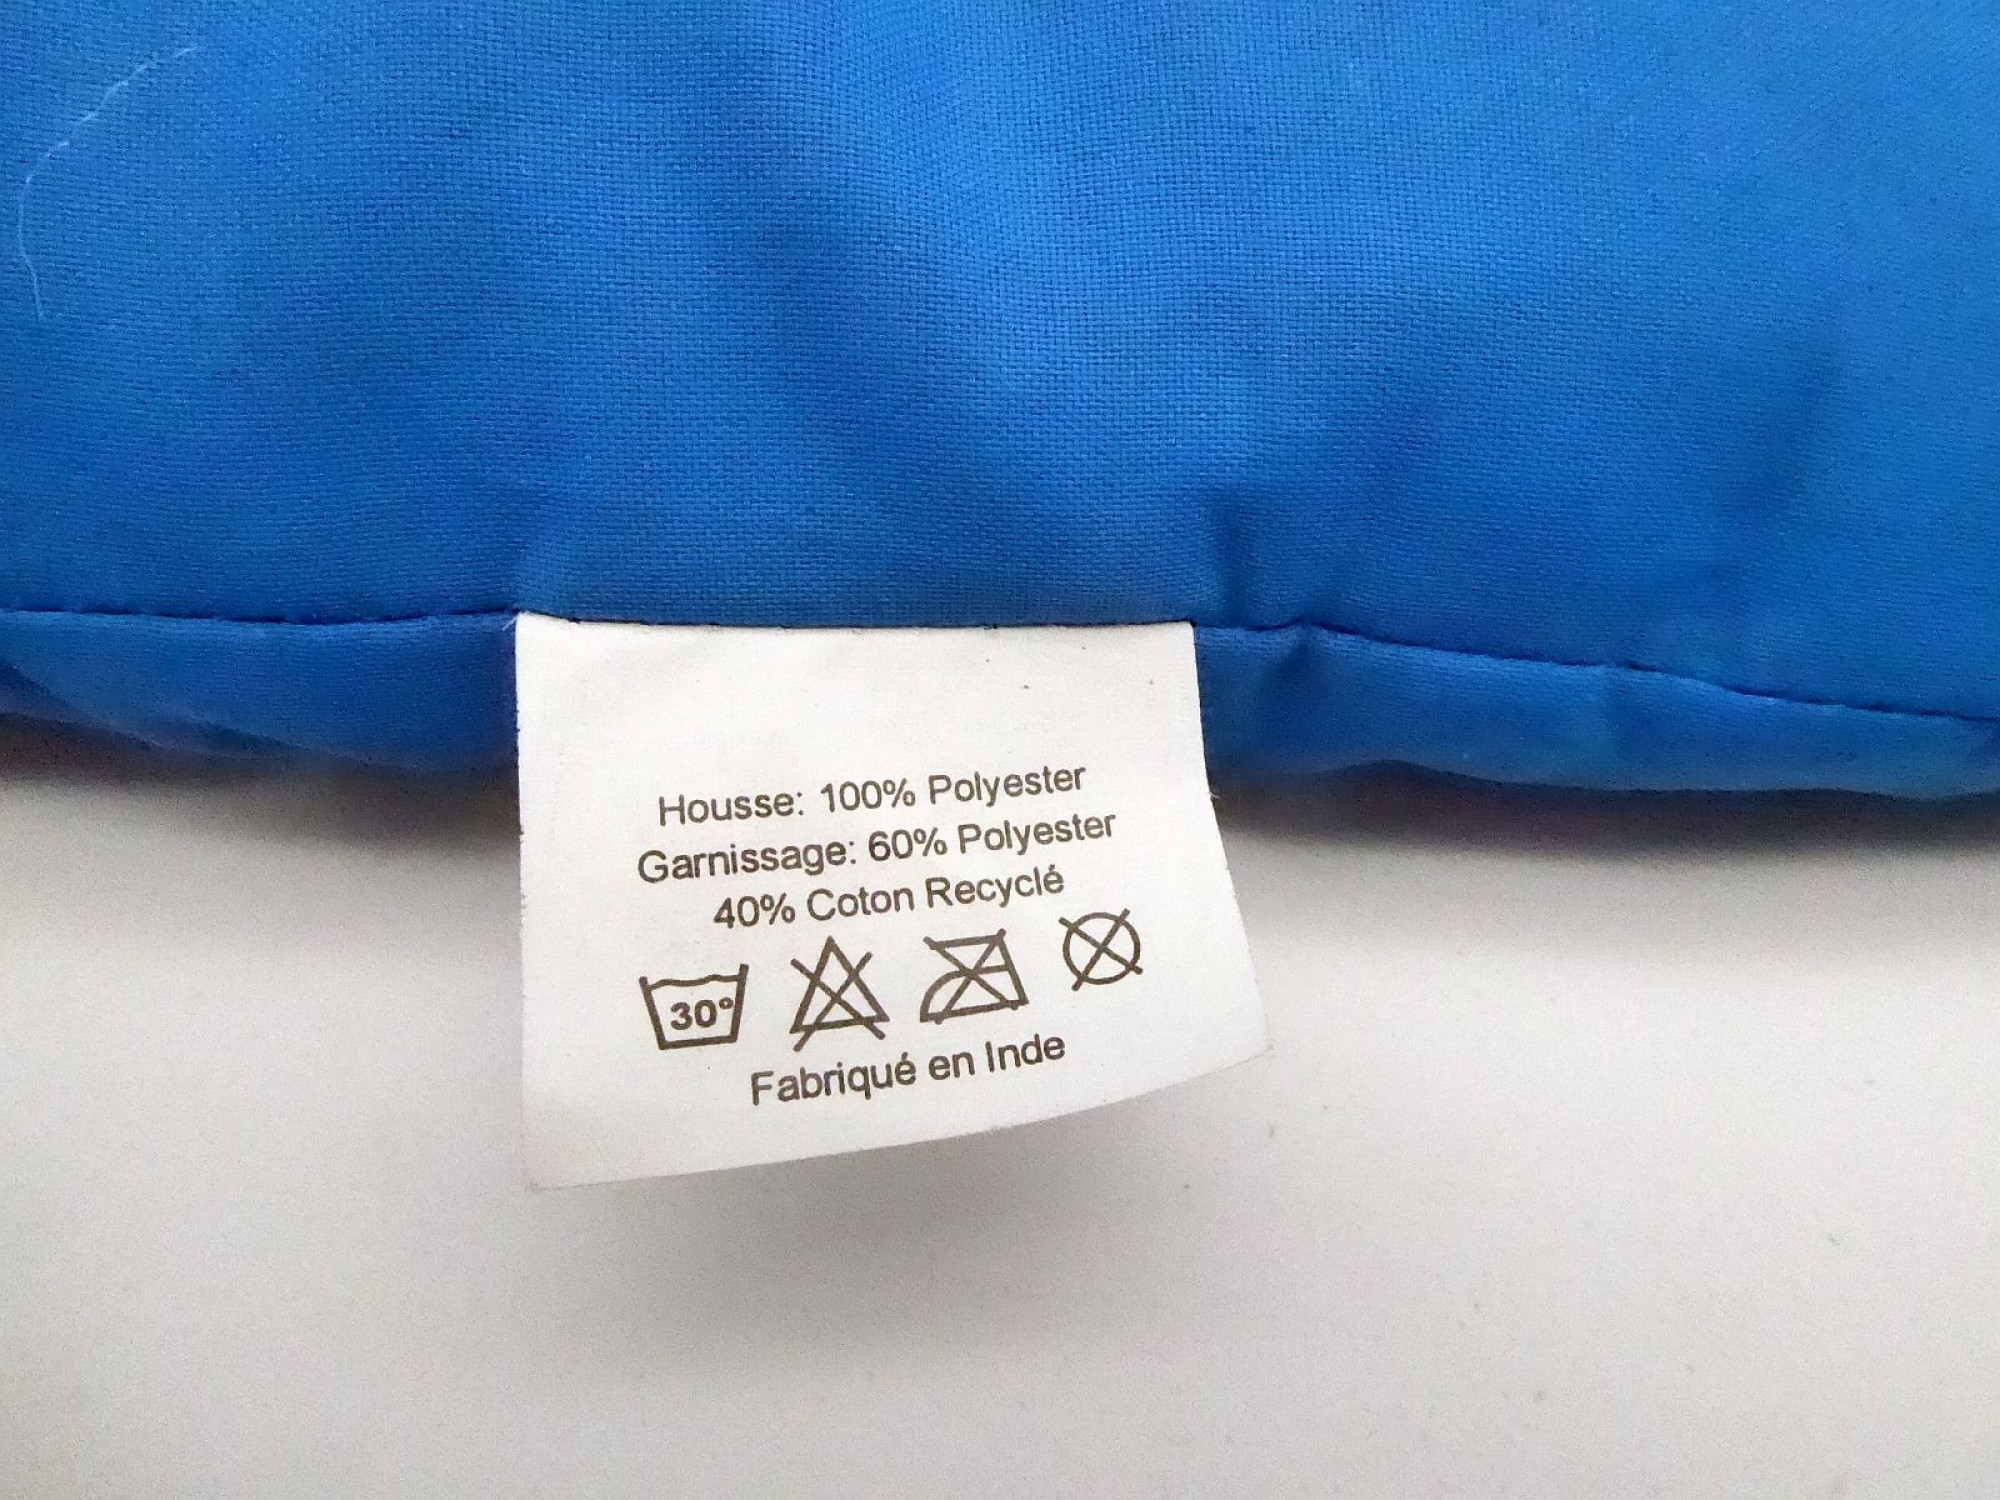 Housse: 100% Polyester
Garnissage: 60% Polyester
40% Coton Recyclé
30°
Fabriqué en Inde